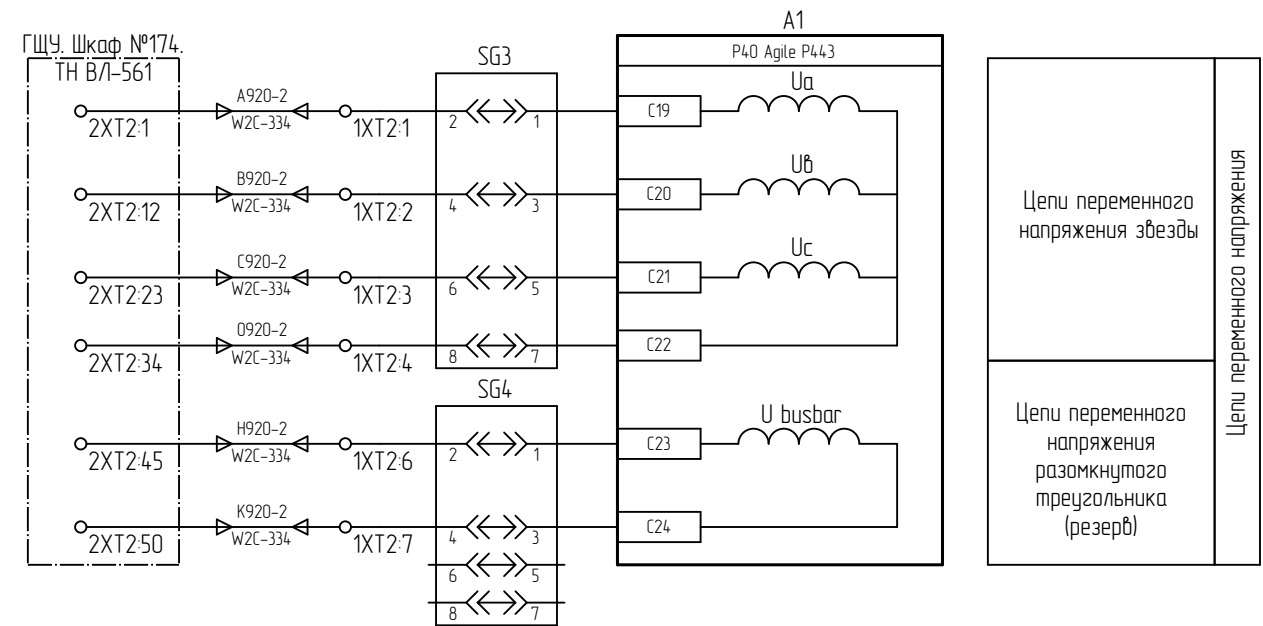 ГЩУ. Шкаф №174.
ТН ВЛ-561
A1
P40 Agile P443
SG3
2XT2:1
A920-2
W2C-334
1XT2:1
2
1
C19
Ua
2XT2:12
B920-2
W2C-334
1XT2:2
4
3
C20
Uв
2XT2:23
C920-2
W2C-334
1XT2:3
6
5
C21
Uc
2XT2:34
0920-2
W2C-334
1XT2:4
8
7
C22
SG4
2XT2:45
H920-2
W2C-334
1XT2:6
2
1
C23
U busbar
2XT2:50
K920-2
W2C-334
1XT2:7
4
3
C24
6
5
8
7
Цепи переменного
напряжения звезды
Цепи переменного
напряжения
разомкнутого
треугольника
(резерв)
Цепи переменного напряжения